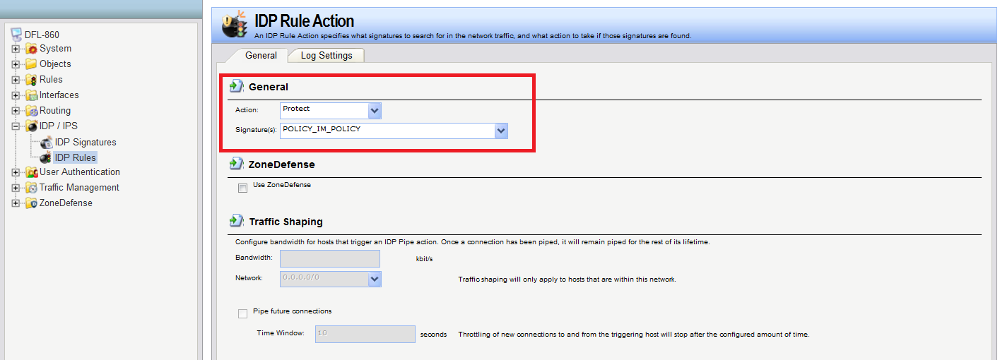 DFL-860
System
Objects
Rules
Interfaces
Routing
IDP / IPS
IDP Signatures
IDP Rules
User Authentication
Traffic Management
ZoneDefense
IDP Rule Action
An IDP Rule Action specifies what signatures to search for in the network traffic, and what action to take if those signatures are found.
General
Log Settings
General
Action: Protect
Signature(s): POLICY_IM_POLICY
ZoneDefense
Use ZoneDefense
Traffic Shaping
Configure bandwidth for hosts that trigger an IDP Pipe action. Once a connection has been piped, it will remain piped for the rest of its lifetime.
Bandwidth: kbit/s
Network: 0.0.0.0/0 Traffic shaping will only apply to hosts that are within this network.
Pipe future connections
Time Window: 10 seconds Throttling of new connections to and from the triggering host will stop after the configured amount of time.